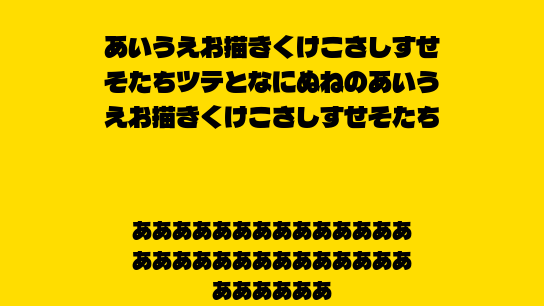 あいうえお描きくけこさしすせ
そたちツテとなにぬねのあいう
えお描きくけこさしすせそたち
ああああああああああああああ
ああああああああああああああ
ああああああ